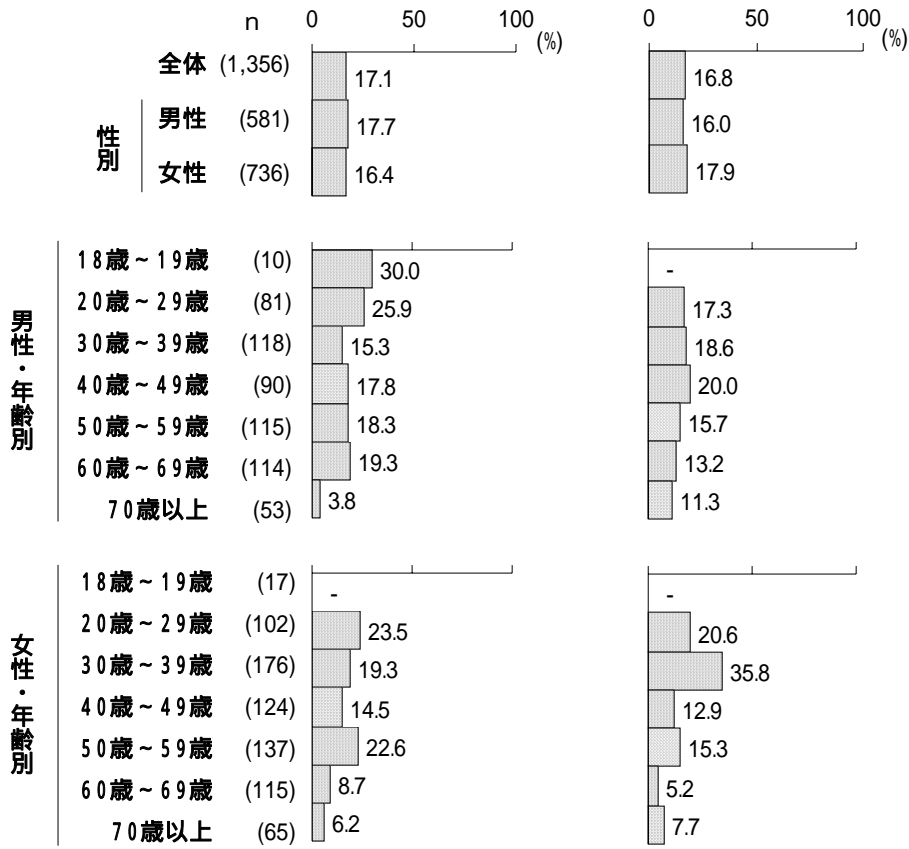 n 0 50 100 0 50 100
(%) (%)
全体 (1,356) 17.1 16.8
性別
男性 (581) 17.7 16.0
女性 (736) 16.4 17.9
男性・年齢別
18歳~19歳 (10) 30.0 -
20歳~29歳 (81) 25.9 17.3
30歳~39歳 (118) 15.3 18.6
40歳~49歳 (90) 17.8 20.0
50歳~59歳 (115) 18.3 15.7
60歳~69歳 (114) 19.3 13.2
70歳以上 (53) 3.8 11.3
女性・年齢別
18歳~19歳 (17) - -
20歳~29歳 (102) 23.5 20.6
30歳~39歳 (176) 19.3 35.8
40歳~49歳 (124) 14.5 12.9
50歳~59歳 (137) 22.6 15.3
60歳~69歳 (115) 8.7 5.2
70歳以上 (65) 6.2 7.7